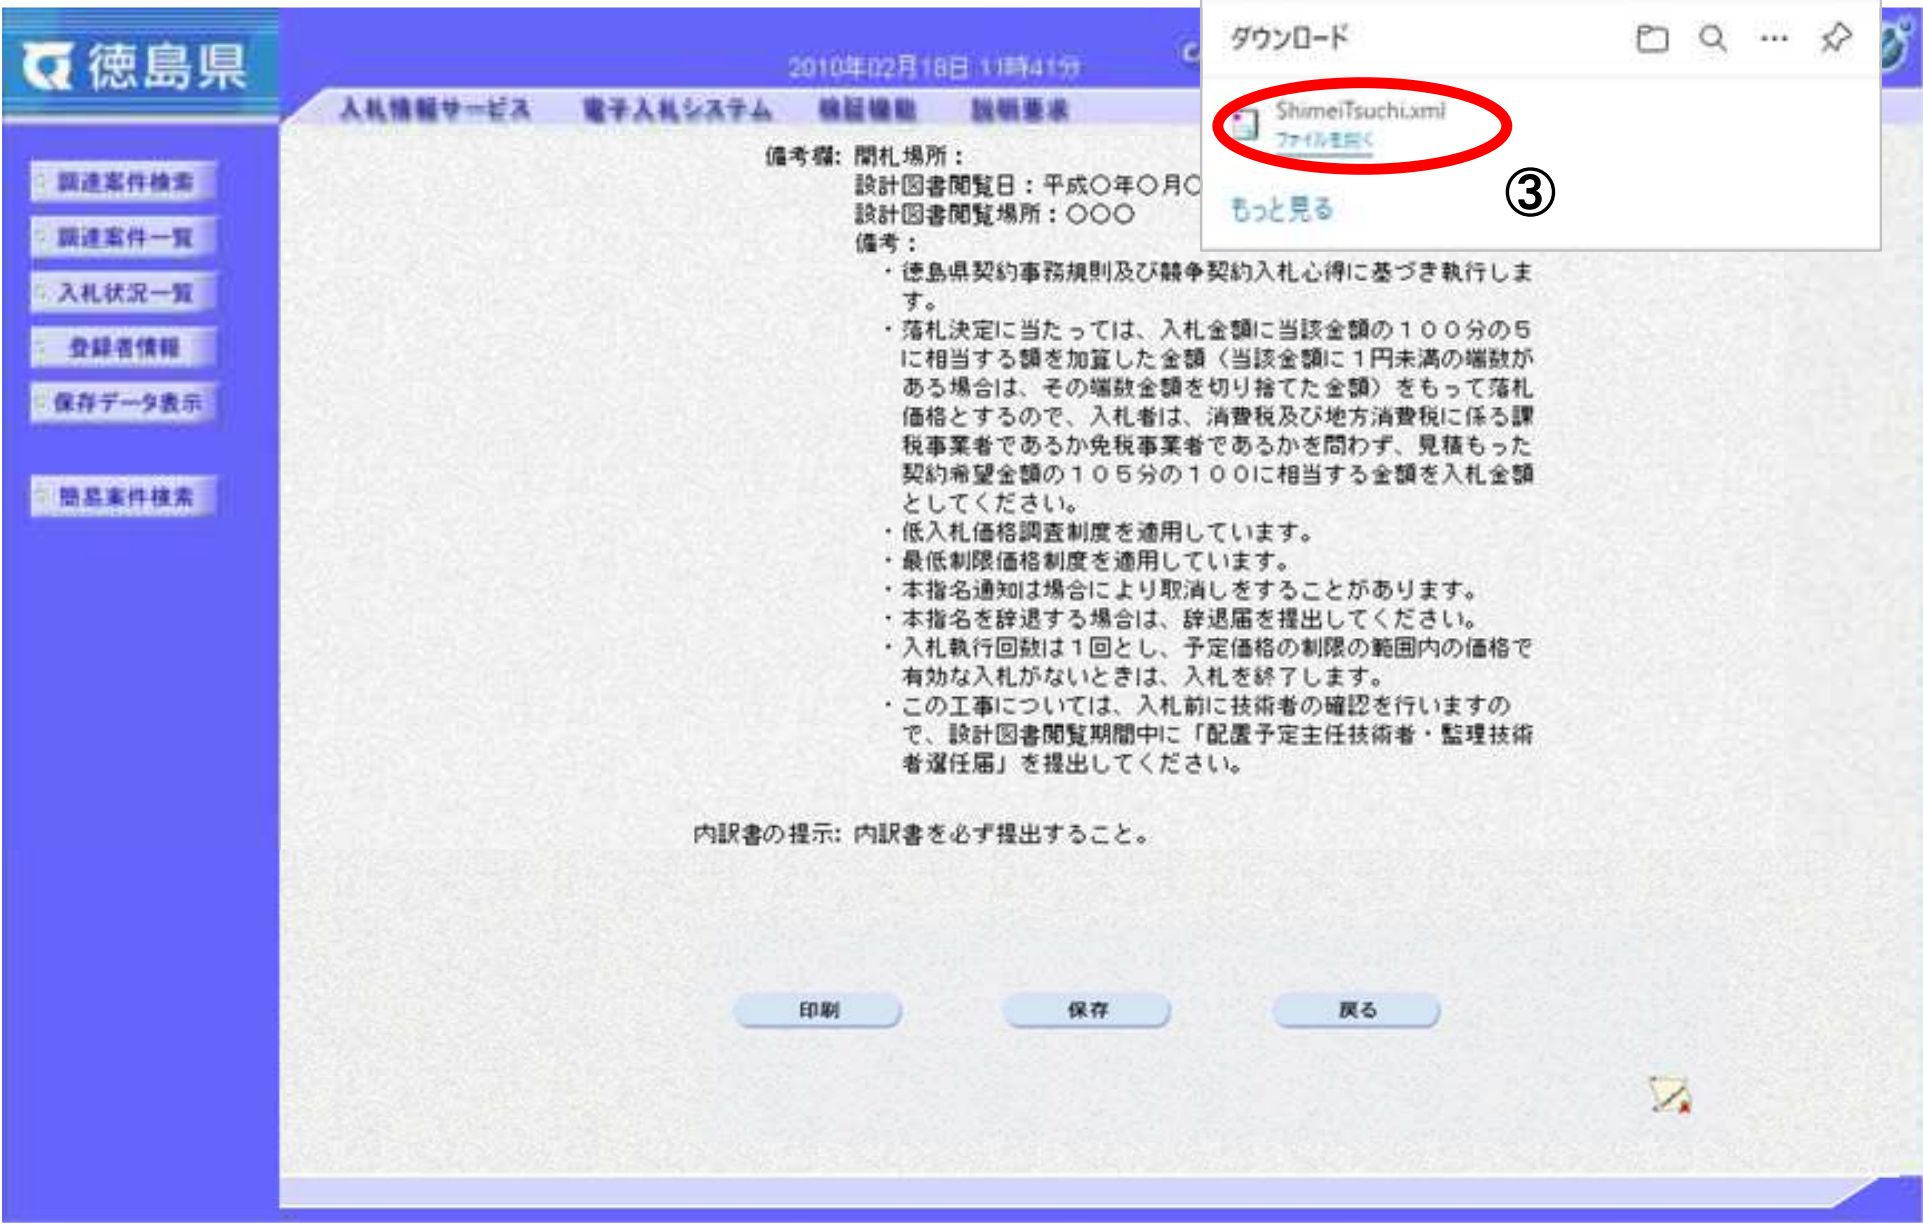 徳島県
2010年02月18日 11時41分
入札情報サービス 電子入札システム 検証機能 説明要求
ダウンロード
ShimeiTsuchi.xml
ファイルを開く
もっと見る
③
調達案件検索
調達案件一覧
入札状況一覧
登録者情報
保存データ表示
簡易案件検索
備考欄: 開札場所：
設計図書閲覧日：平成○年○月○
設計図書閲覧場所：○○○
備考：
・徳島県契約事務規則及び競争契約入札心得に基づき執行しま
す。
・落札決定に当たっては、入札金額に当該金額の１００分の５
に相当する額を加算した金額（当該金額に１円未満の端数が
ある場合は、その端数金額を切り捨てた金額）をもって落札
価格とするので、入札者は、消費税及び地方消費税に係る課
税事業者であるか免税事業者であるかを問わず、見積もった
契約希望金額の１０５分の１００に相当する金額を入札金額
としてください。
・低入札価格調査制度を適用しています。
・最低制限価格制度を適用しています。
・本指名通知は場合により取消しをすることがあります。
・本指名を辞退する場合は、辞退届を提出してください。
・入札執行回数は１回とし、予定価格の制限の範囲内の価格で
有効な入札がないときは、入札を終了します。
・この工事については、入札前に技術者の確認を行いますの
で、設計図書閲覧期間中に「配置予定主任技術者・監理技術
者選任届」を提出してください。
内訳書の提示: 内訳書を必ず提出すること。
印刷 保存 戻る